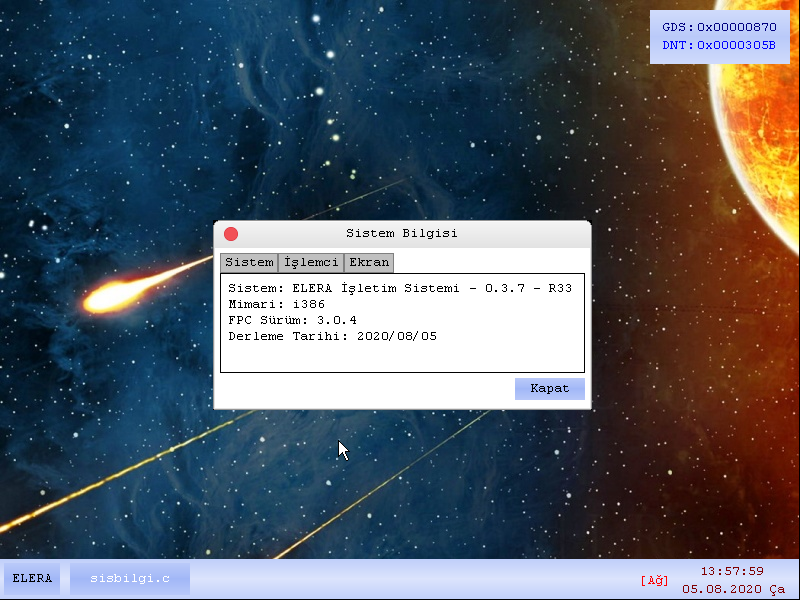 GDS:0x00000870
DNT:0x0000305B
Sistem Bilgisi
Sistem İşlemci Ekran
Sistem: ELERA İşletim Sistemi - 0.3.7 - R33
Mimari: i386
FPC Sürüm: 3.0.4
Derleme Tarihi: 2020/08/05
Kapat
ELERA sisbilgi.c [Ağ] 13:57:59
05.08.2020 Ça